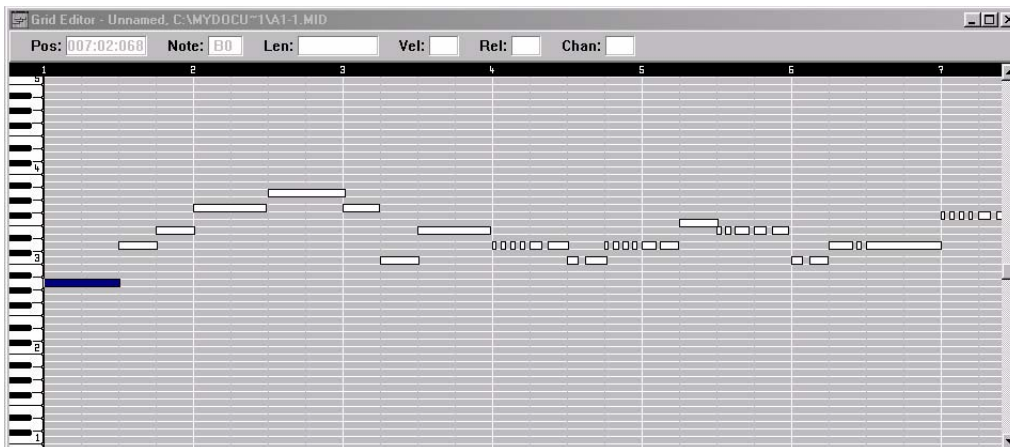 Grid Editor - Unnamed, C:\MYDOCU~1\A1-1.MID
Pos: 007:02:068 Note: B0 Len: Vel: Rel: Chan:
1 2 3 4 5 6 7
5
4
3
2
1